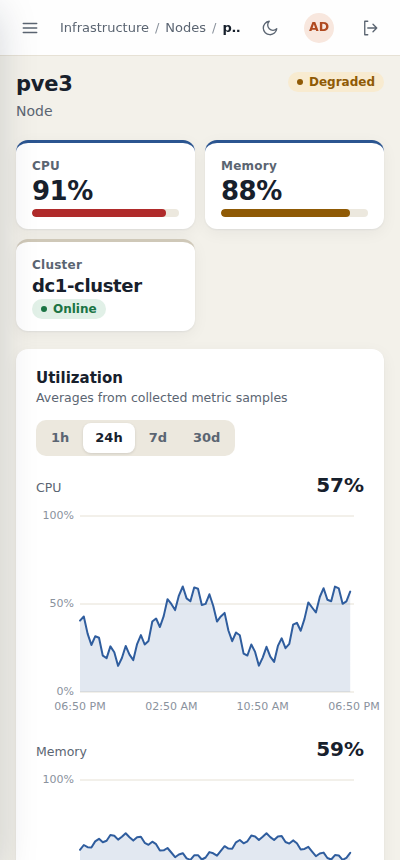 Infrastructure / Nodes / p..
AD
pve3
Degraded
Node
CPU
91%
Memory
88%
Cluster
dc1-cluster
Online
Utilization
Averages from collected metric samples
1h 24h 7d 30d
CPU 57%
100%
50%
0%
06:50 PM 02:50 AM 10:50 AM 06:50 PM
Memory 59%
100%